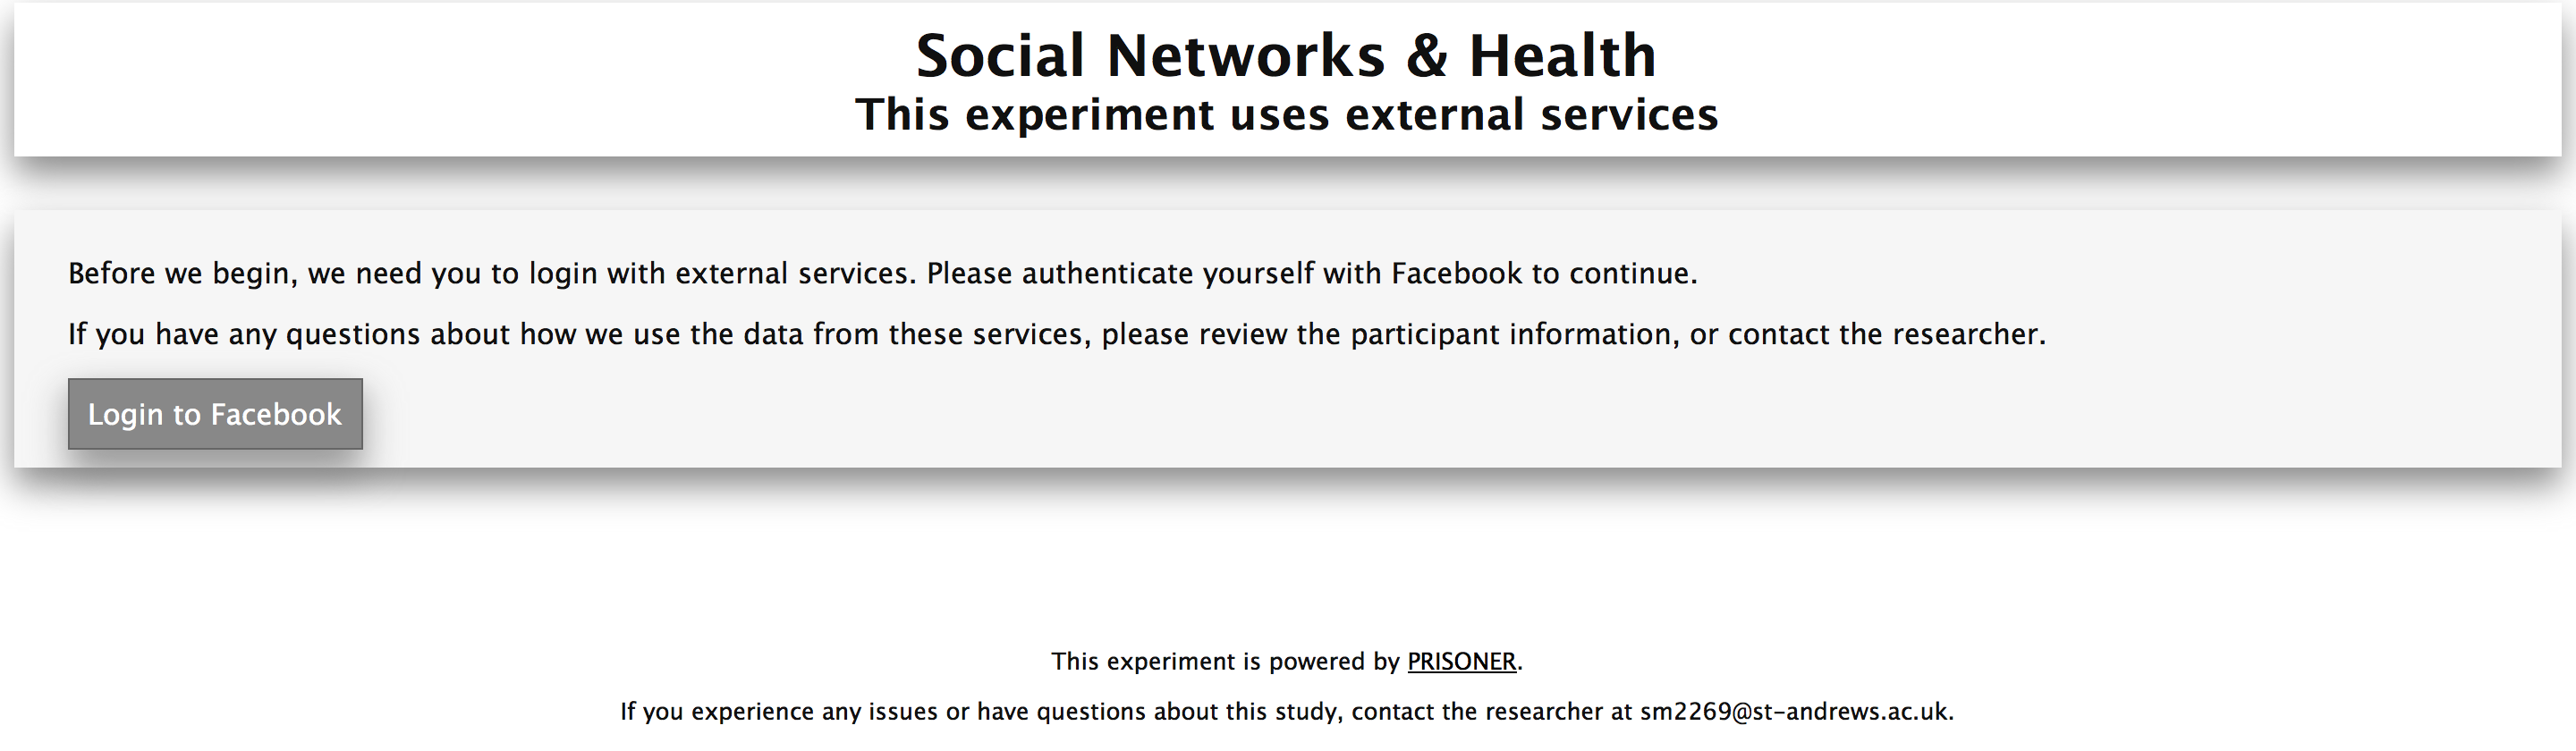 Social Networks & Health
This experiment uses external services
Before we begin, we need you to login with external services. Please authenticate yourself with Facebook to continue.
If you have any questions about how we use the data from these services, please review the participant information, or contact the researcher.
Login to Facebook
This experiment is powered by PRISONER.
If you experience any issues or have questions about this study, contact the researcher at sm2269@st-andrews.ac.uk.